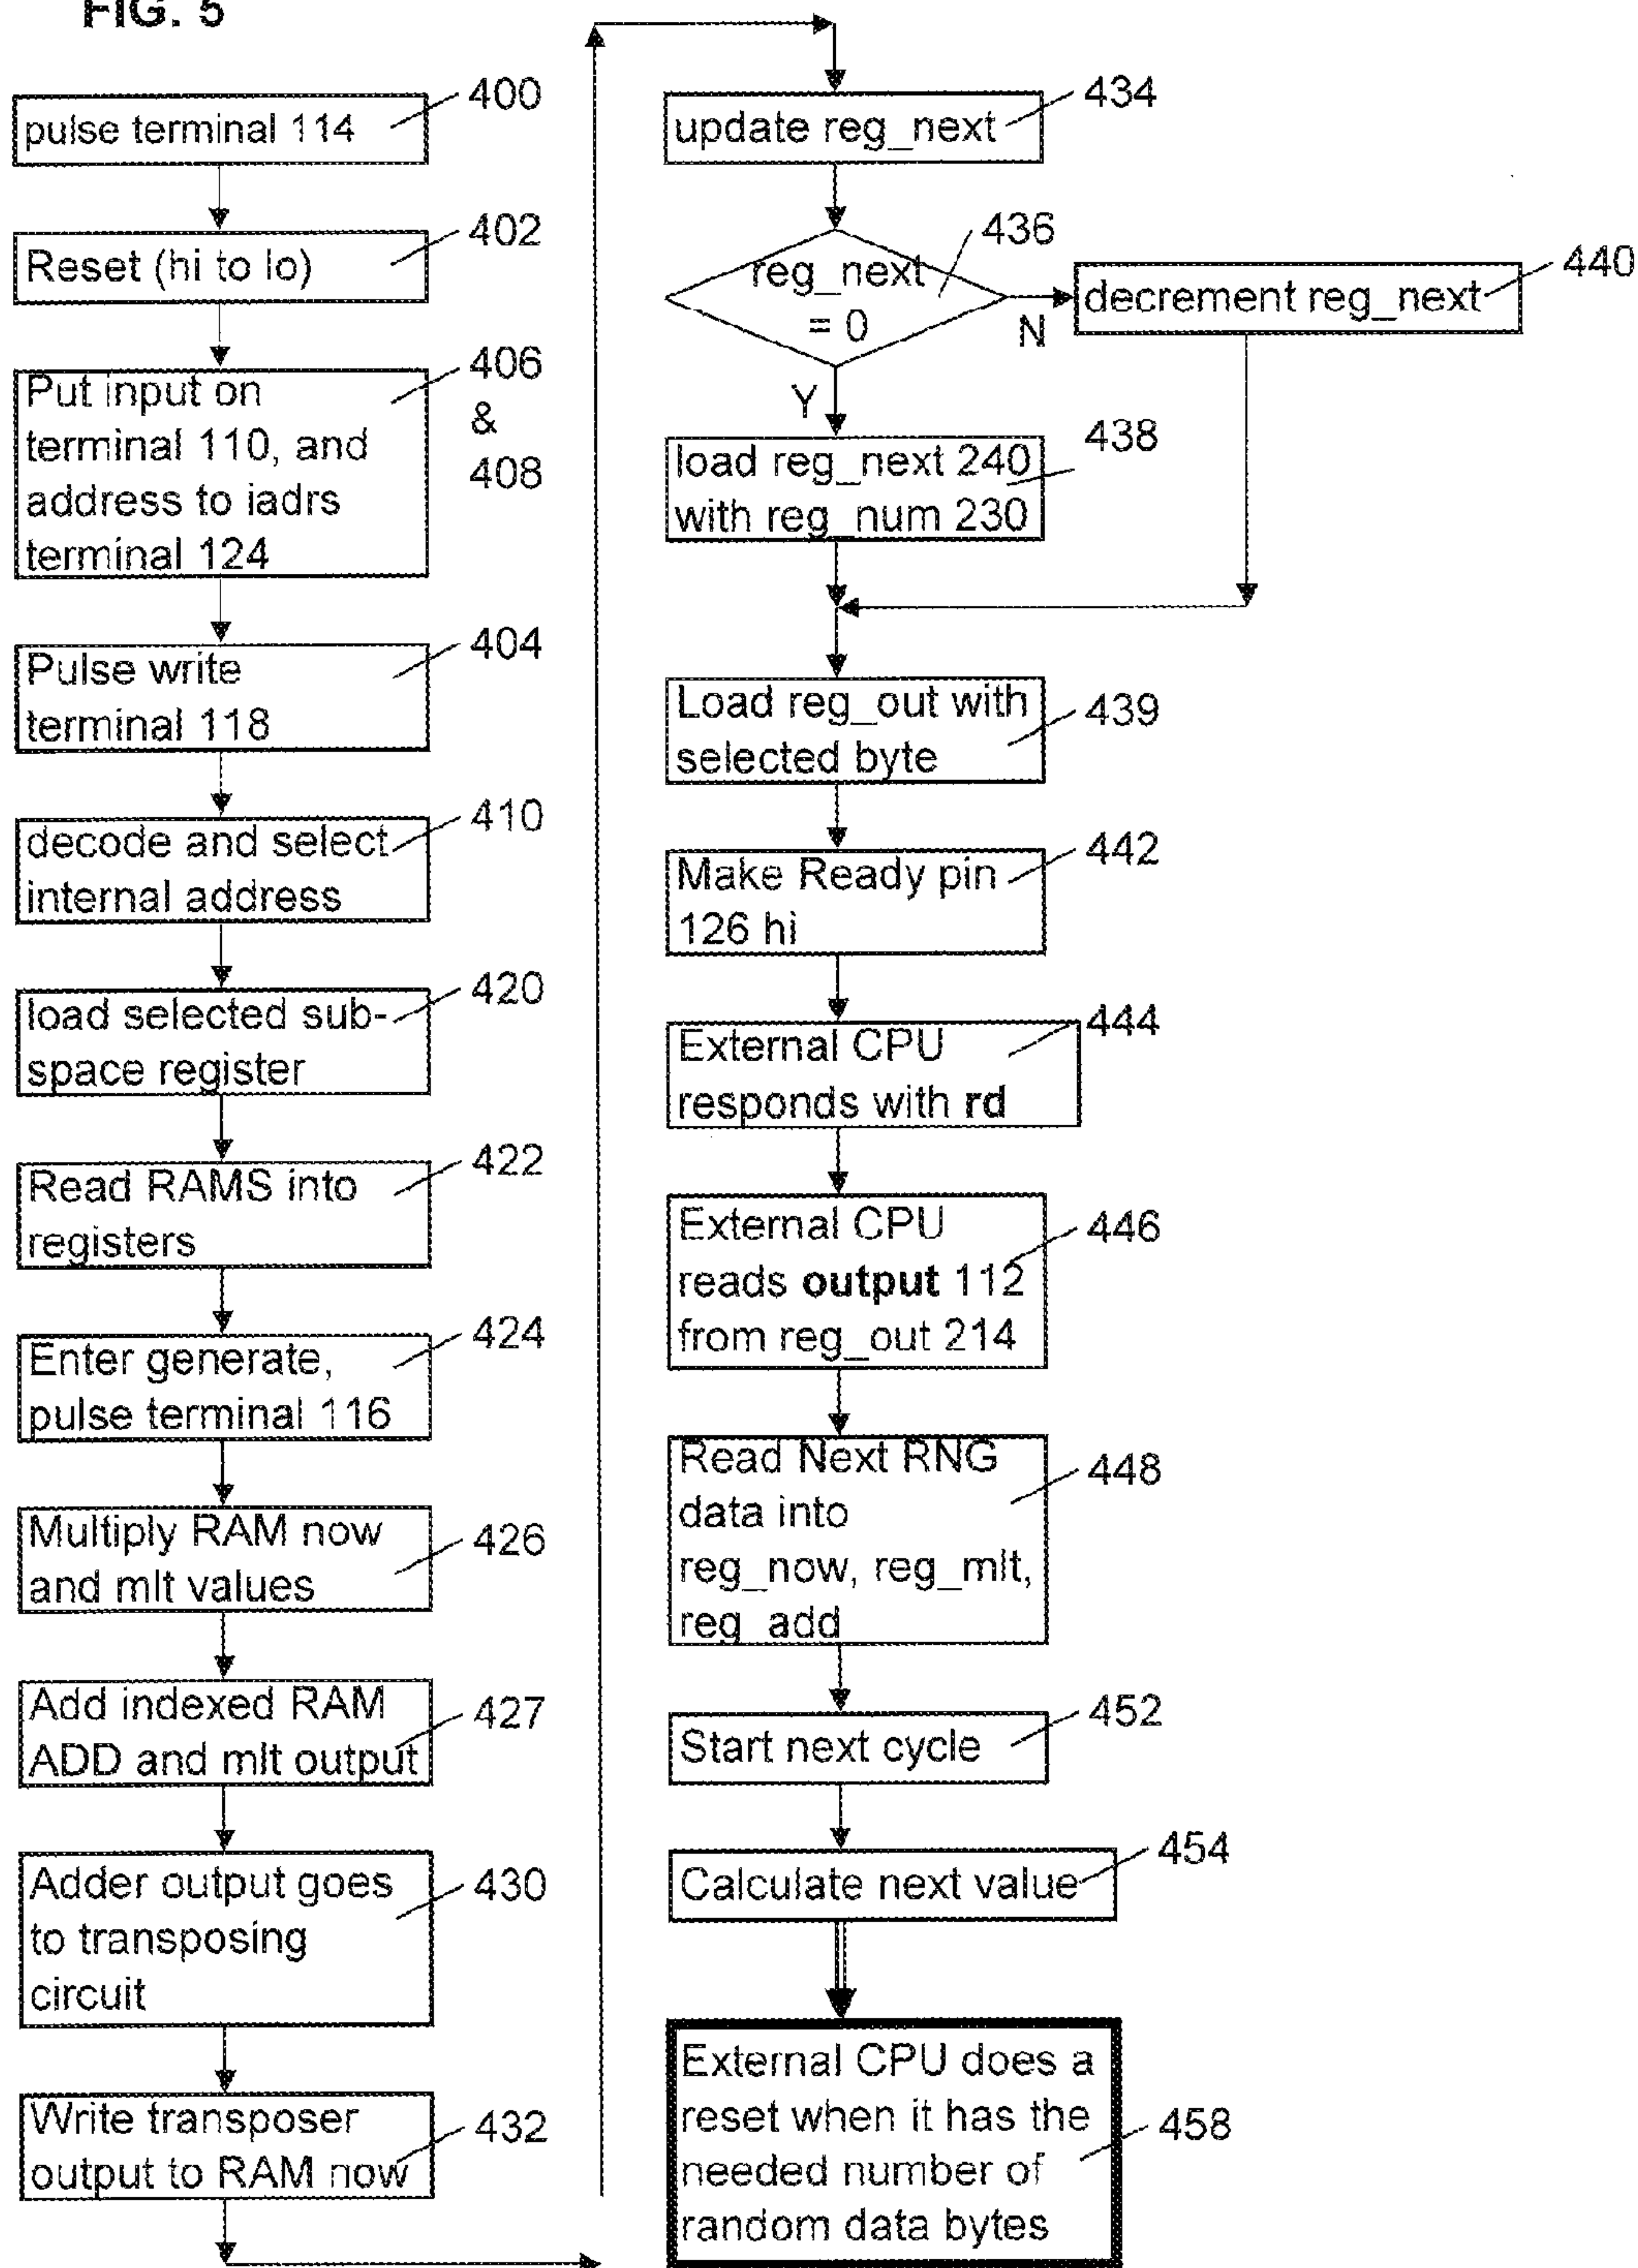 FIG. 5
pulse terminal 114
400
Reset (hi to lo)
402
Put input on
terminal 110, and
address to iadrs
terminal 124
406
&
408
Pulse write
terminal 118
404
decode and select
internal address
410
load selected sub-
space register
420
Read RAMS into
registers
422
Enter generate,
pulse terminal 116
424
Multiply RAM now
and mlt values
426
Add indexed RAM
ADD and mlt output
427
Adder output goes
to transposing
circuit
430
Write transposer
output to RAM now
432
update reg_next
434
reg_next
= 0
436
N
Y
decrement reg_next
440
load reg_next 240
with reg_num 230
438
Load reg_out with
selected byte
439
Make Ready pin
126 hi
442
External CPU
responds with rd
444
External CPU
reads output 112
from reg_out 214
446
Read Next RNG
data into
reg_now, reg_mlt,
reg_add
448
Start next cycle
452
Calculate next value
454
External CPU does a
reset when it has the
needed number of
random data bytes
458